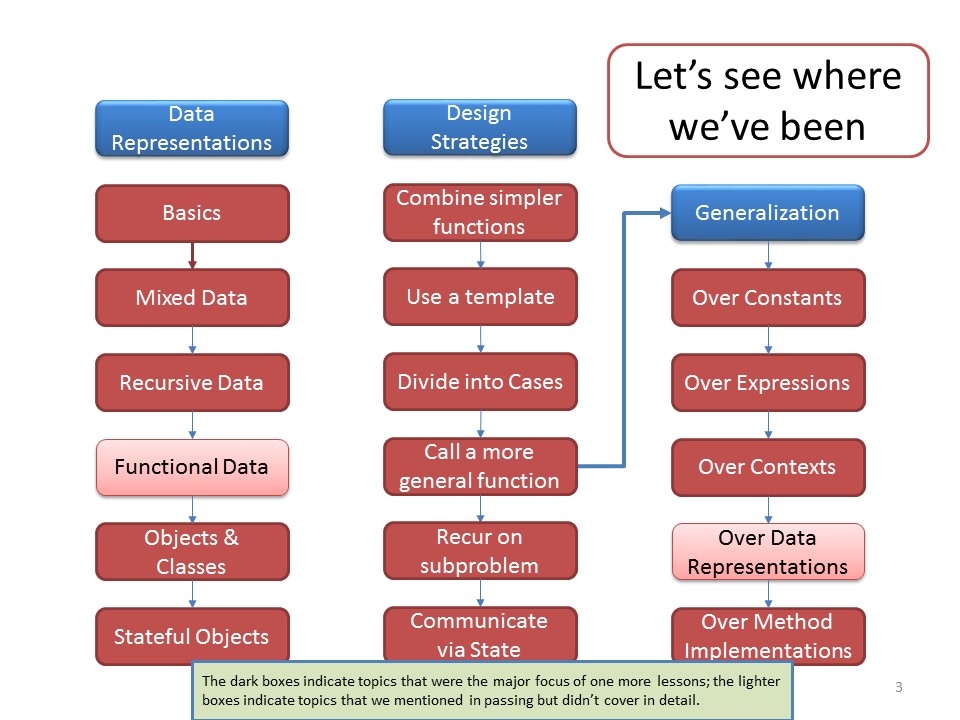 Let's see where
we've been
Data
Representations
Basics
Mixed Data
Recursive Data
Functional Data
Objects &
Classes
Stateful Objects
Design
Strategies
Combine simpler
functions
Use a template
Divide into Cases
Call a more
general function
Recur on
subproblem
Communicate
via State
Generalization
Over Constants
Over Expressions
Over Contexts
Over Data
Representations
Over Method
Implementations
The dark boxes indicate topics that were the major focus of one more lessons; the lighter
boxes indicate topics that we mentioned in passing but didn't cover in detail.
3